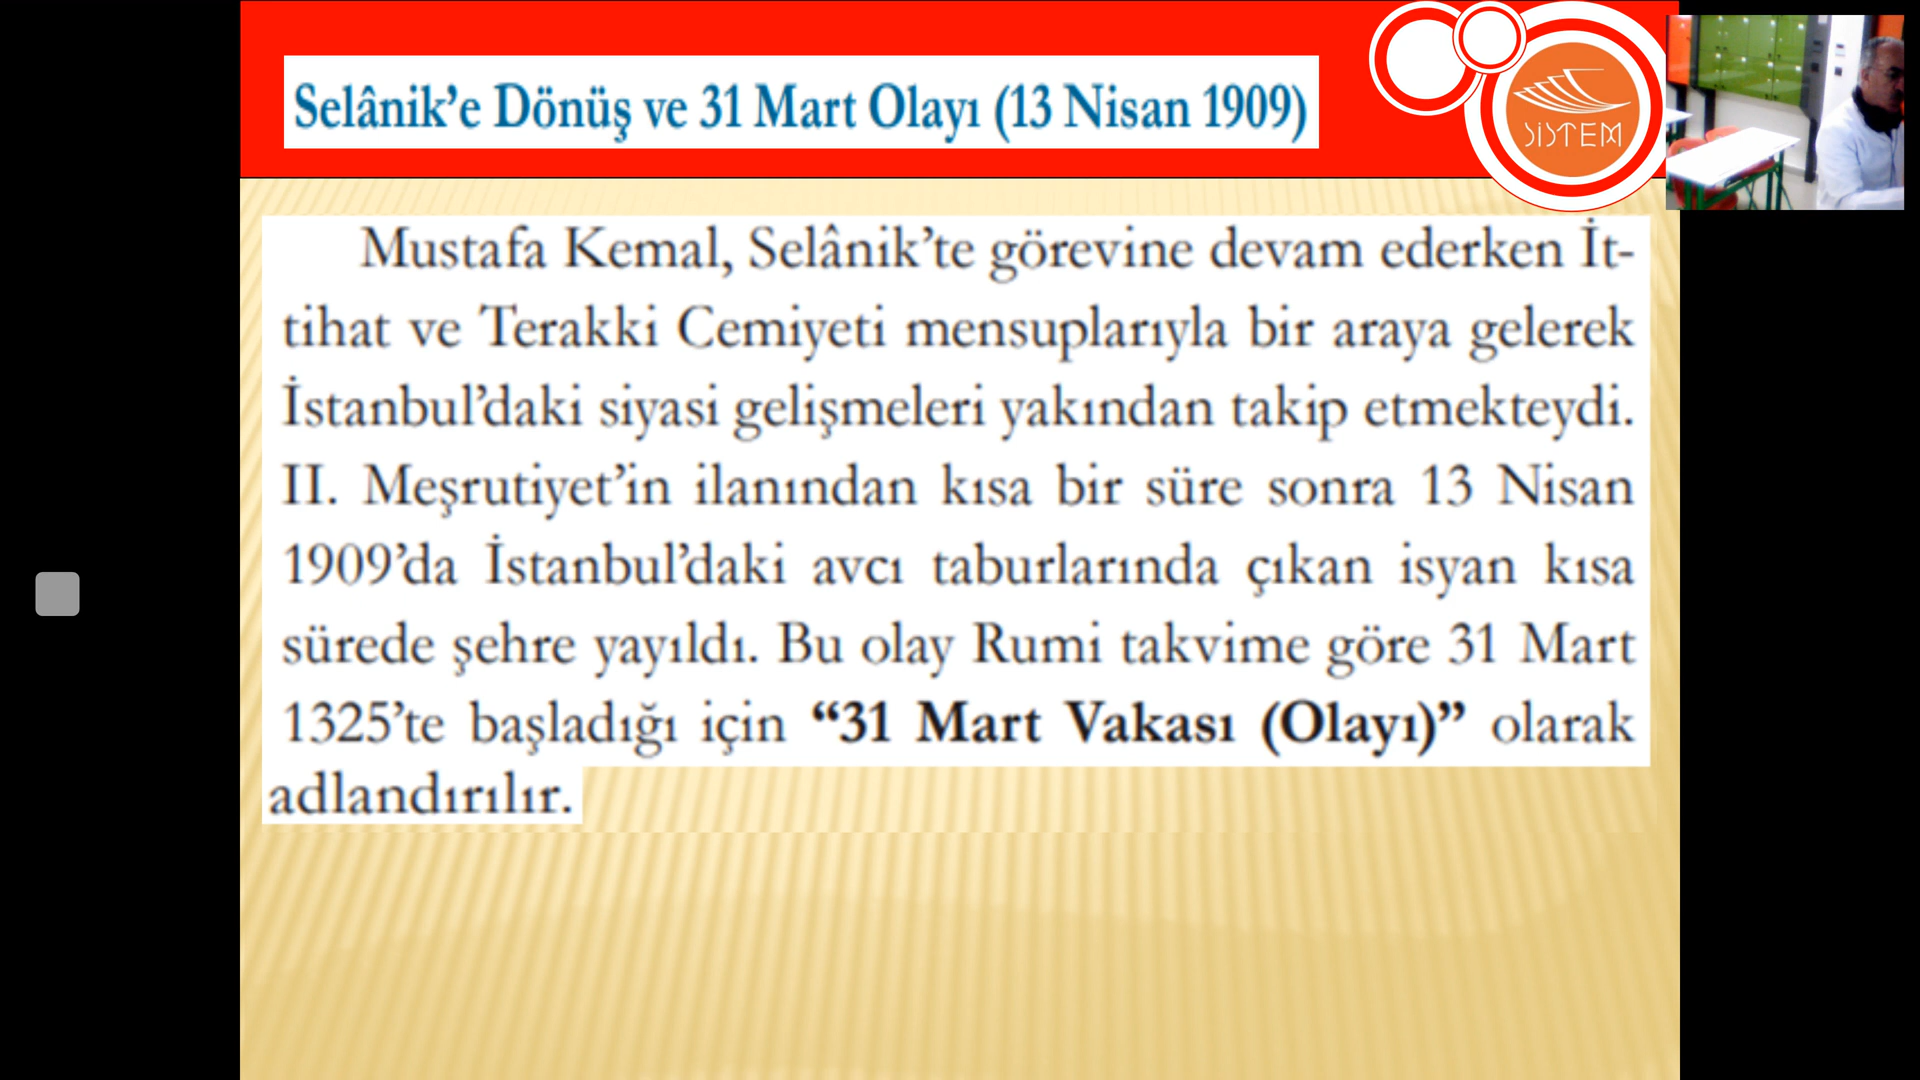 Selânik’e Dönüş ve 31 Mart Olayı (13 Nisan 1909)
SİSTEM
Mustafa Kemal, Selânik’te görevine devam ederken İt-
tihat ve Terakki Cemiyeti mensuplarıyla bir araya gelerek
İstanbul’daki siyasi gelişmeleri yakından takip etmekteydi.
II. Meşrutiyet’in ilanından kısa bir süre sonra 13 Nisan
1909’da İstanbul’daki avcı taburlarında çıkan isyan kısa
sürede şehre yayıldı. Bu olay Rumi takvime göre 31 Mart
1325’te başladığı için “31 Mart Vakası (Olayı)” olarak
adlandırılır.